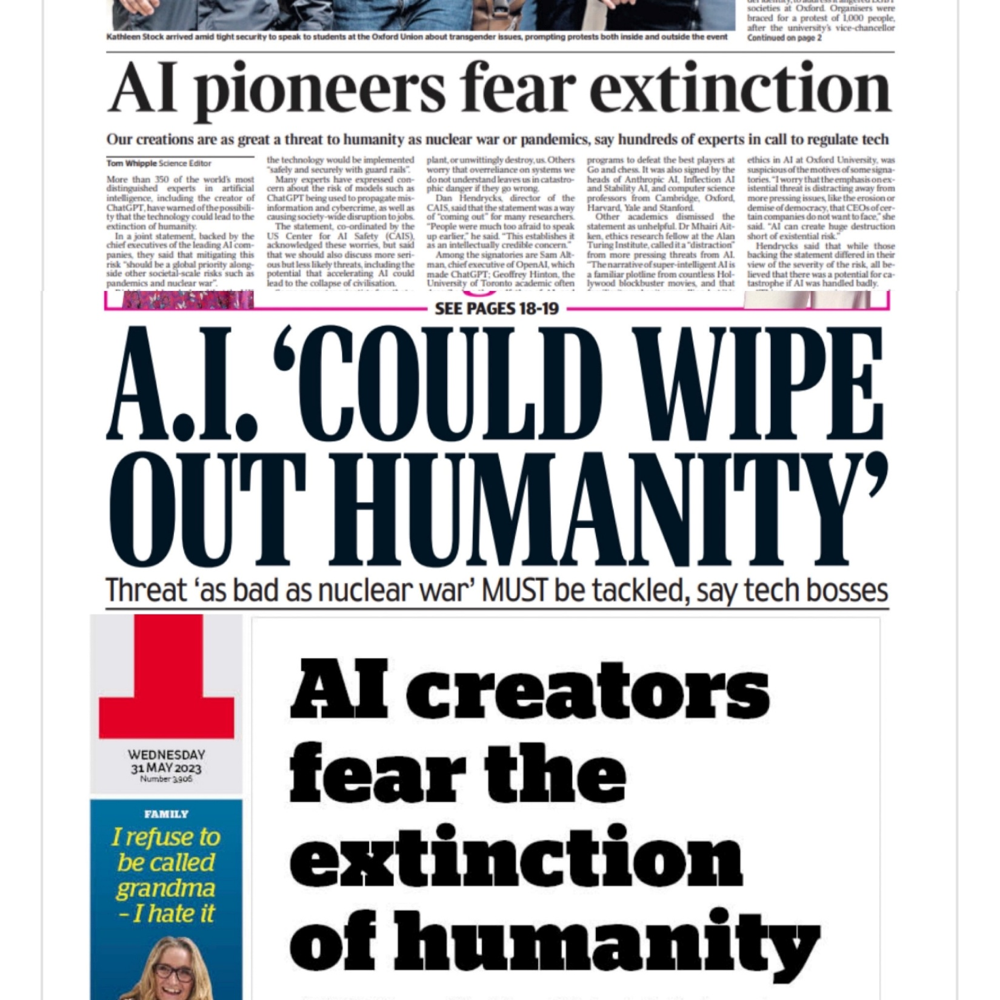 societies at Oxford. Organisers were
braced for a protest of 1,000 people,
after the university's vice-chancellor
Continued on page 2
Kathleen Stock arrived amid tight security to speak to students at the Oxford Union about transgender issues, prompting protests both inside and outside the event
AI pioneers fear extinction
Our creations are as great a threat to humanity as nuclear war or pandemics, say hundreds of experts in call to regulate tech
Tom Whipple Science Editor
More than 350 of the world's most
distinguished experts in artificial
intelligence, including the creator of
ChatGPT, have warned of the possibili-
ty that the technology could lead to the
extinction of humanity.
In a joint statement, backed by the
chief executives of the leading AI com-
panies, they said that mitigating this
risk "should be a global priority along-
side other societal-scale risks such as
pandemics and nuclear war".
the technology would be implemented
"safely and securely with guard rails".
Many experts have expressed con-
cern about the risk of models such as
ChatGPT being used to propagate mis-
information and cybercrime, as well as
causing society-wide disruption to jobs.
The statement, co-ordinated by the
US Center for AI Safety (CAIS),
acknowledged these worries, but said
that we should also discuss more seri-
ous but less likely threats, including the
potential that accelerating AI could
lead to the collapse of civilisation.
plant, or unwittingly destroy, us. Others
worry that overreliance on systems we
do not understand leaves us in catastro-
phic danger if they go wrong.
Dan Hendrycks, director of the
CAIS, said that the statement was a way
of "coming out" for many researchers.
"People were much too afraid to speak
up earlier," he said. "This establishes it
as an intellectually credible concern."
Among the signatories are Sam Alt-
man, chief executive of OpenAI, which
made ChatGPT; Geoffrey Hinton, the
University of Toronto academic often
programs to defeat the best players at
Go and chess. It was also signed by the
heads of Anthropic AI, Inflection AI
and Stability AI, and computer science
professors from Cambridge, Oxford,
Harvard, Yale and Stanford.
Other academics dismissed the
statement as unhelpful. Dr Mhairi Ait-
ken, ethics research fellow at the Alan
Turing Institute, called it a "distraction"
from more pressing threats from AI.
"The narrative of super-intelligent AI is
a familiar plotline from countless Hol-
lywood blockbuster movies, and that
ethics in AI at Oxford University, was
suspicious of the motives of some signa-
tories. "I worry that the emphasis on ex-
istential threat is distracting away from
more pressing issues, like the erosion or
demise of democracy, that CEOs of cer-
tain companies do not want to face," she
said. "AI can create huge destruction
short of existential risk."
Hendrycks said that while those
backing the statement differed in their
view of the severity of the risk, all be-
lieved that there was a potential for ca-
tastrophe if AI was handled badly.
SEE PAGES 18-19
A.I. 'COULD WIPE
OUT HUMANITY'
Threat 'as bad as nuclear war' MUST be tackled, say tech bosses
WEDNESDAY
31 MAY 2023
Number 3,906
FAMILY
I refuse to
be called
grandma
– I hate it
AI creators
fear the
extinction
of humanity